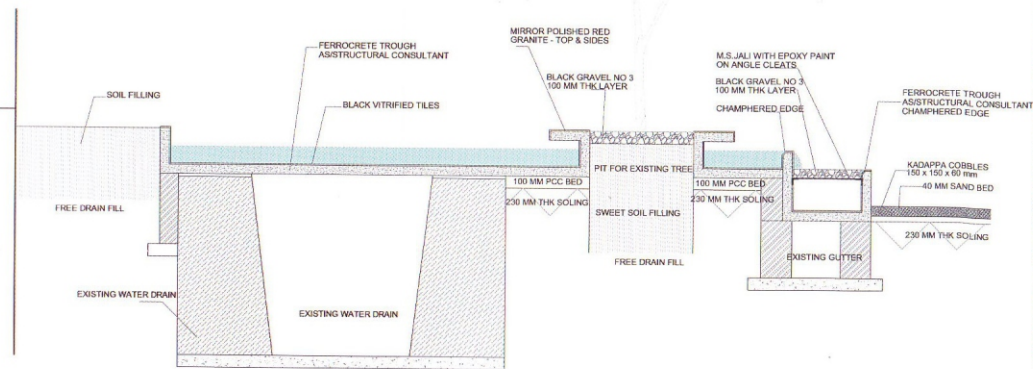 MIRROR POLISHED RED
GRANITE - TOP & SIDES
FERROCRETE TROUGH
AS/STRUCTURAL CONSULTANT
M.S.JALI WITH EPOXY PAINT
ON ANGLE CLEATS
BLACK GRAVEL NO 3
100 MM THK LAYER
BLACK GRAVEL NO 3
100 MM THK LAYER
SOIL FILLING
BLACK VITRIFIED TILES
CHAMPHERED EDGE
FERROCRETE TROUGH
AS/STRUCTURAL CONSULTANT
CHAMPHERED EDGE
PIT FOR EXISTING TREE
KADAPPA COBBLES
150 x 150 x 60 mm
100 MM PCC BED
100 MM PCC BED
40 MM SAND BED
230 MM THK SOLING
230 MM THK SOLING
FREE DRAIN FILL
SWEET SOIL FILLING
230 MM THK SOLING
FREE DRAIN FILL
EXISTING GUTTER
EXISTING WATER DRAIN
EXISTING WATER DRAIN